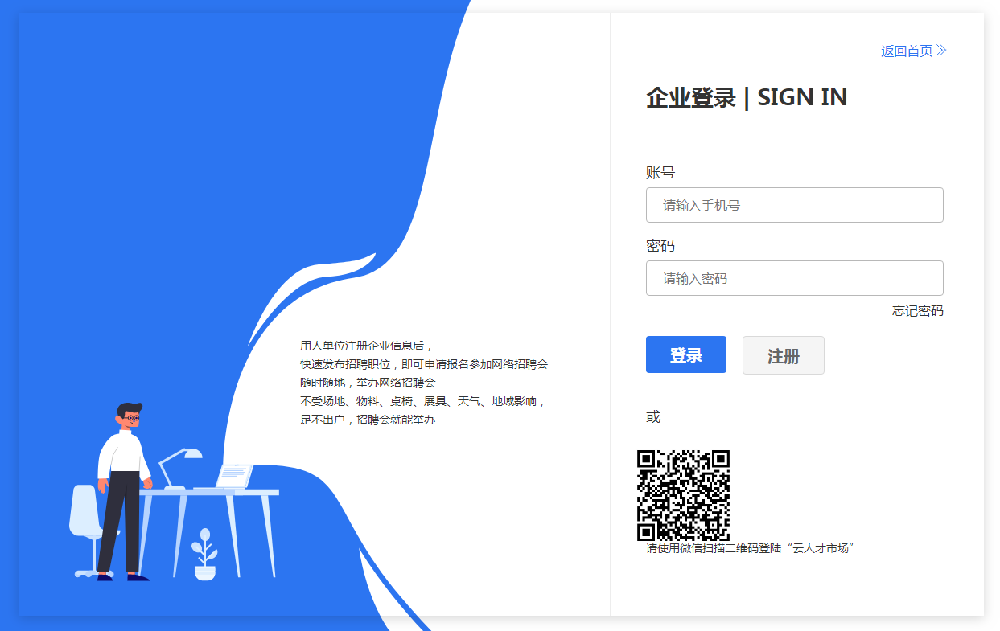 返回首页
企业登录 | SIGN IN
账号
请输入手机号
密码
请输入密码
忘记密码
登录
注册
用人单位注册企业信息后，
快速发布招聘职位，即可申请报名参加网络招聘会
随时随地，举办网络招聘会
不受场地、物料、桌椅、展具、天气、地域影响，
足不出户，招聘会就能举办
或
请使用微信扫描二维码登陆“云人才市场”